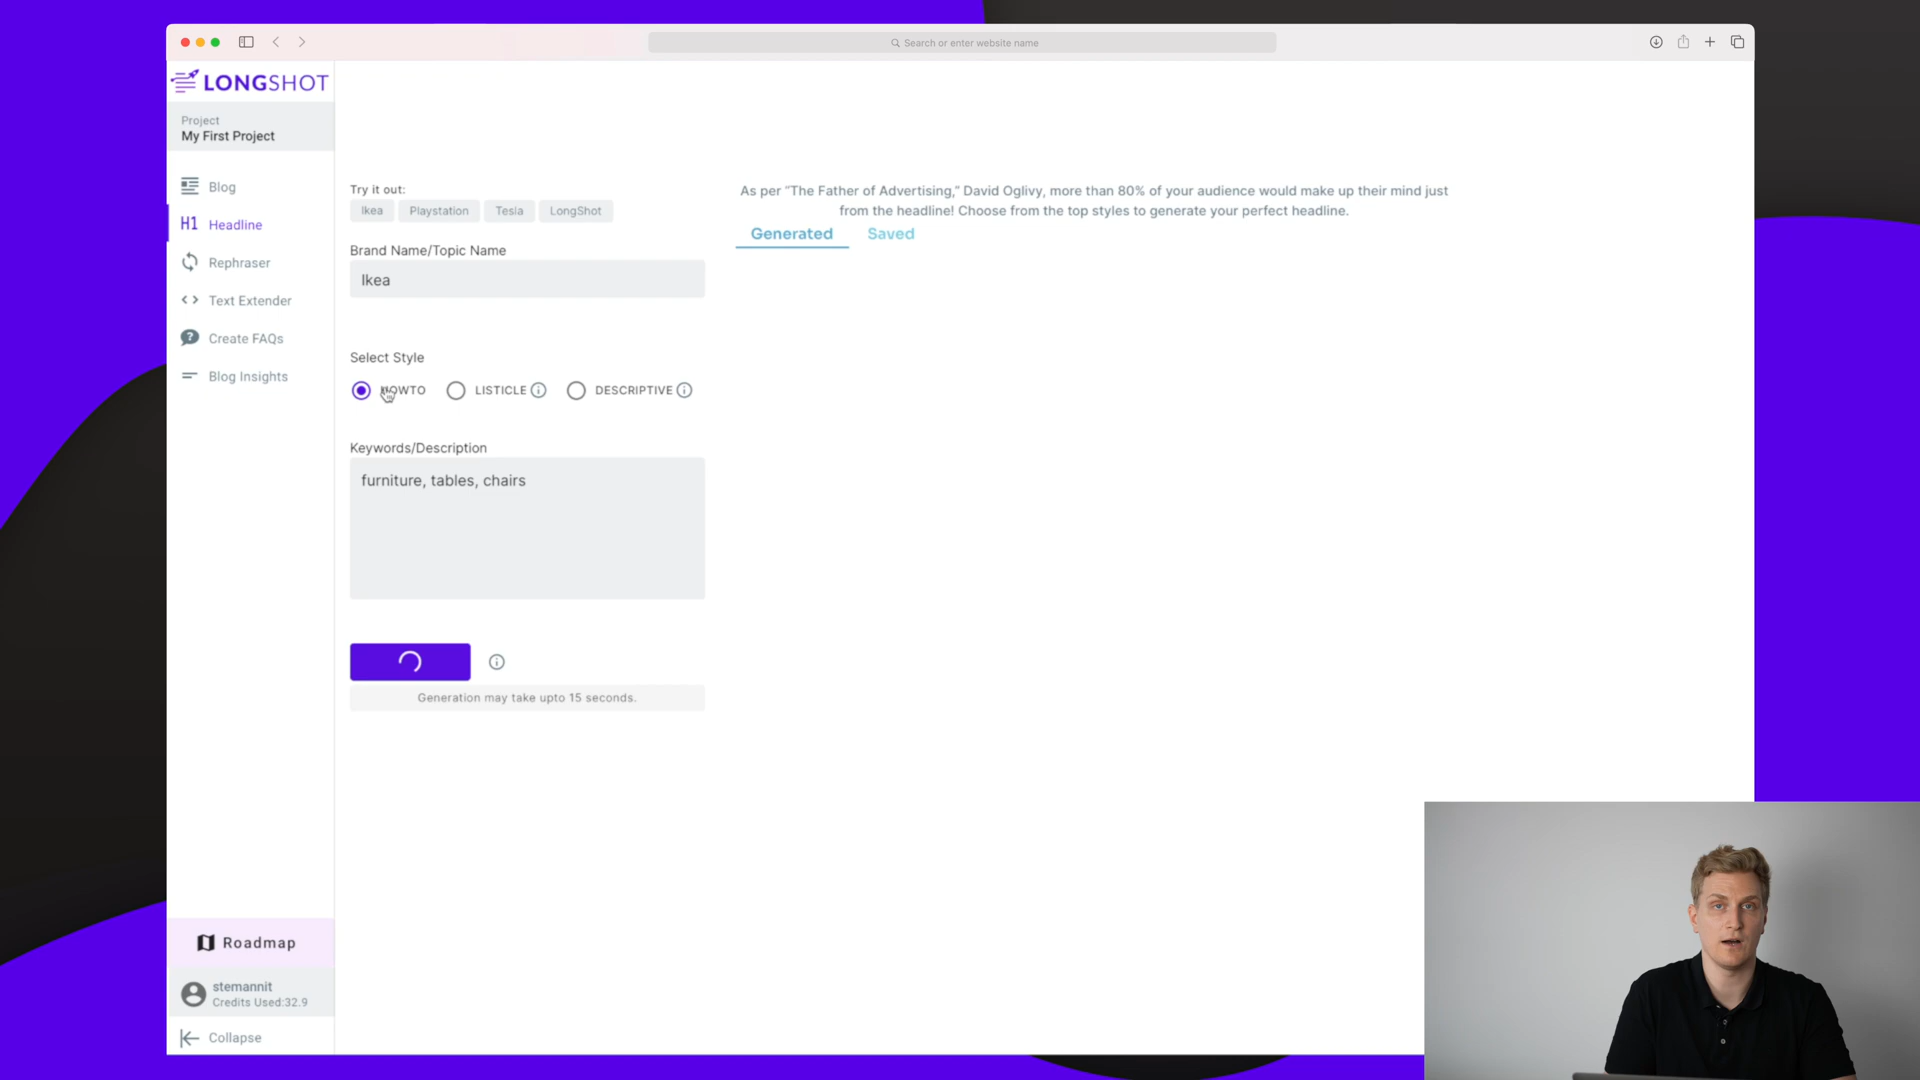 Search or enter website name
LONGSHOT
Project
My First Project
Blog
H1 Headline
Rephraser
Text Extender
Create FAQs
Blog Insights
Roadmap
stemannit
Credits Used:32.9
Collapse
Try it out:
Ikea Playstation Tesla LongShot
Brand Name/Topic Name
Ikea
Select Style
HOWTO LISTICLE DESCRIPTIVE
Keywords/Description
furniture, tables, chairs
Generation may take upto 15 seconds.
As per “The Father of Advertising,” David Oglivy, more than 80% of your audience would make up their mind just
from the headline! Choose from the top styles to generate your perfect headline.
Generated Saved